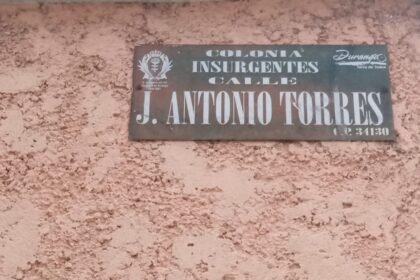 COLONIA
INSURGENTES
CALLE
J. ANTONIO TORRES
C.P. 34130
Durango